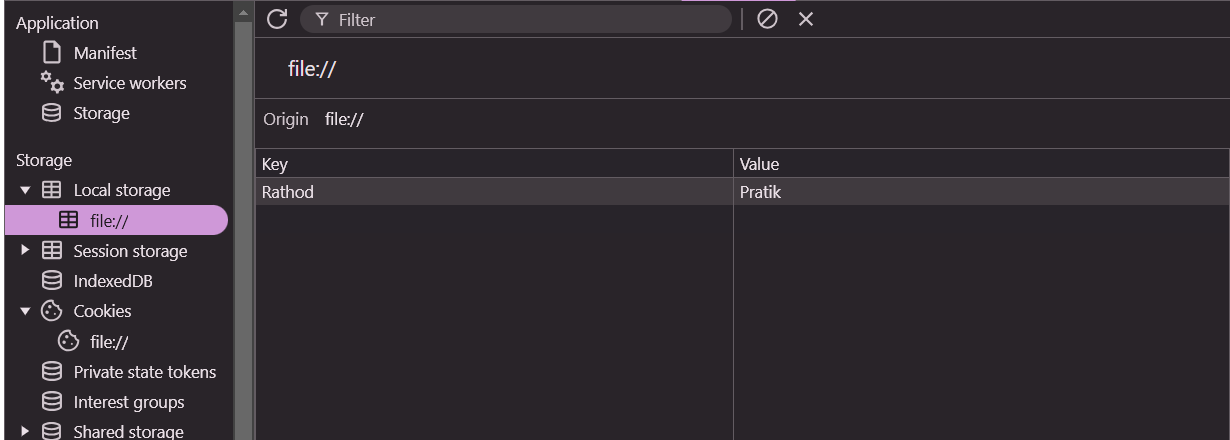 Application
Manifest
Service workers
Storage
Storage
Local storage
file://
Session storage
IndexedDB
Cookies
file://
Private state tokens
Interest groups
Shared storage
Filter
file://
Origin file://
Key Value
Rathod Pratik